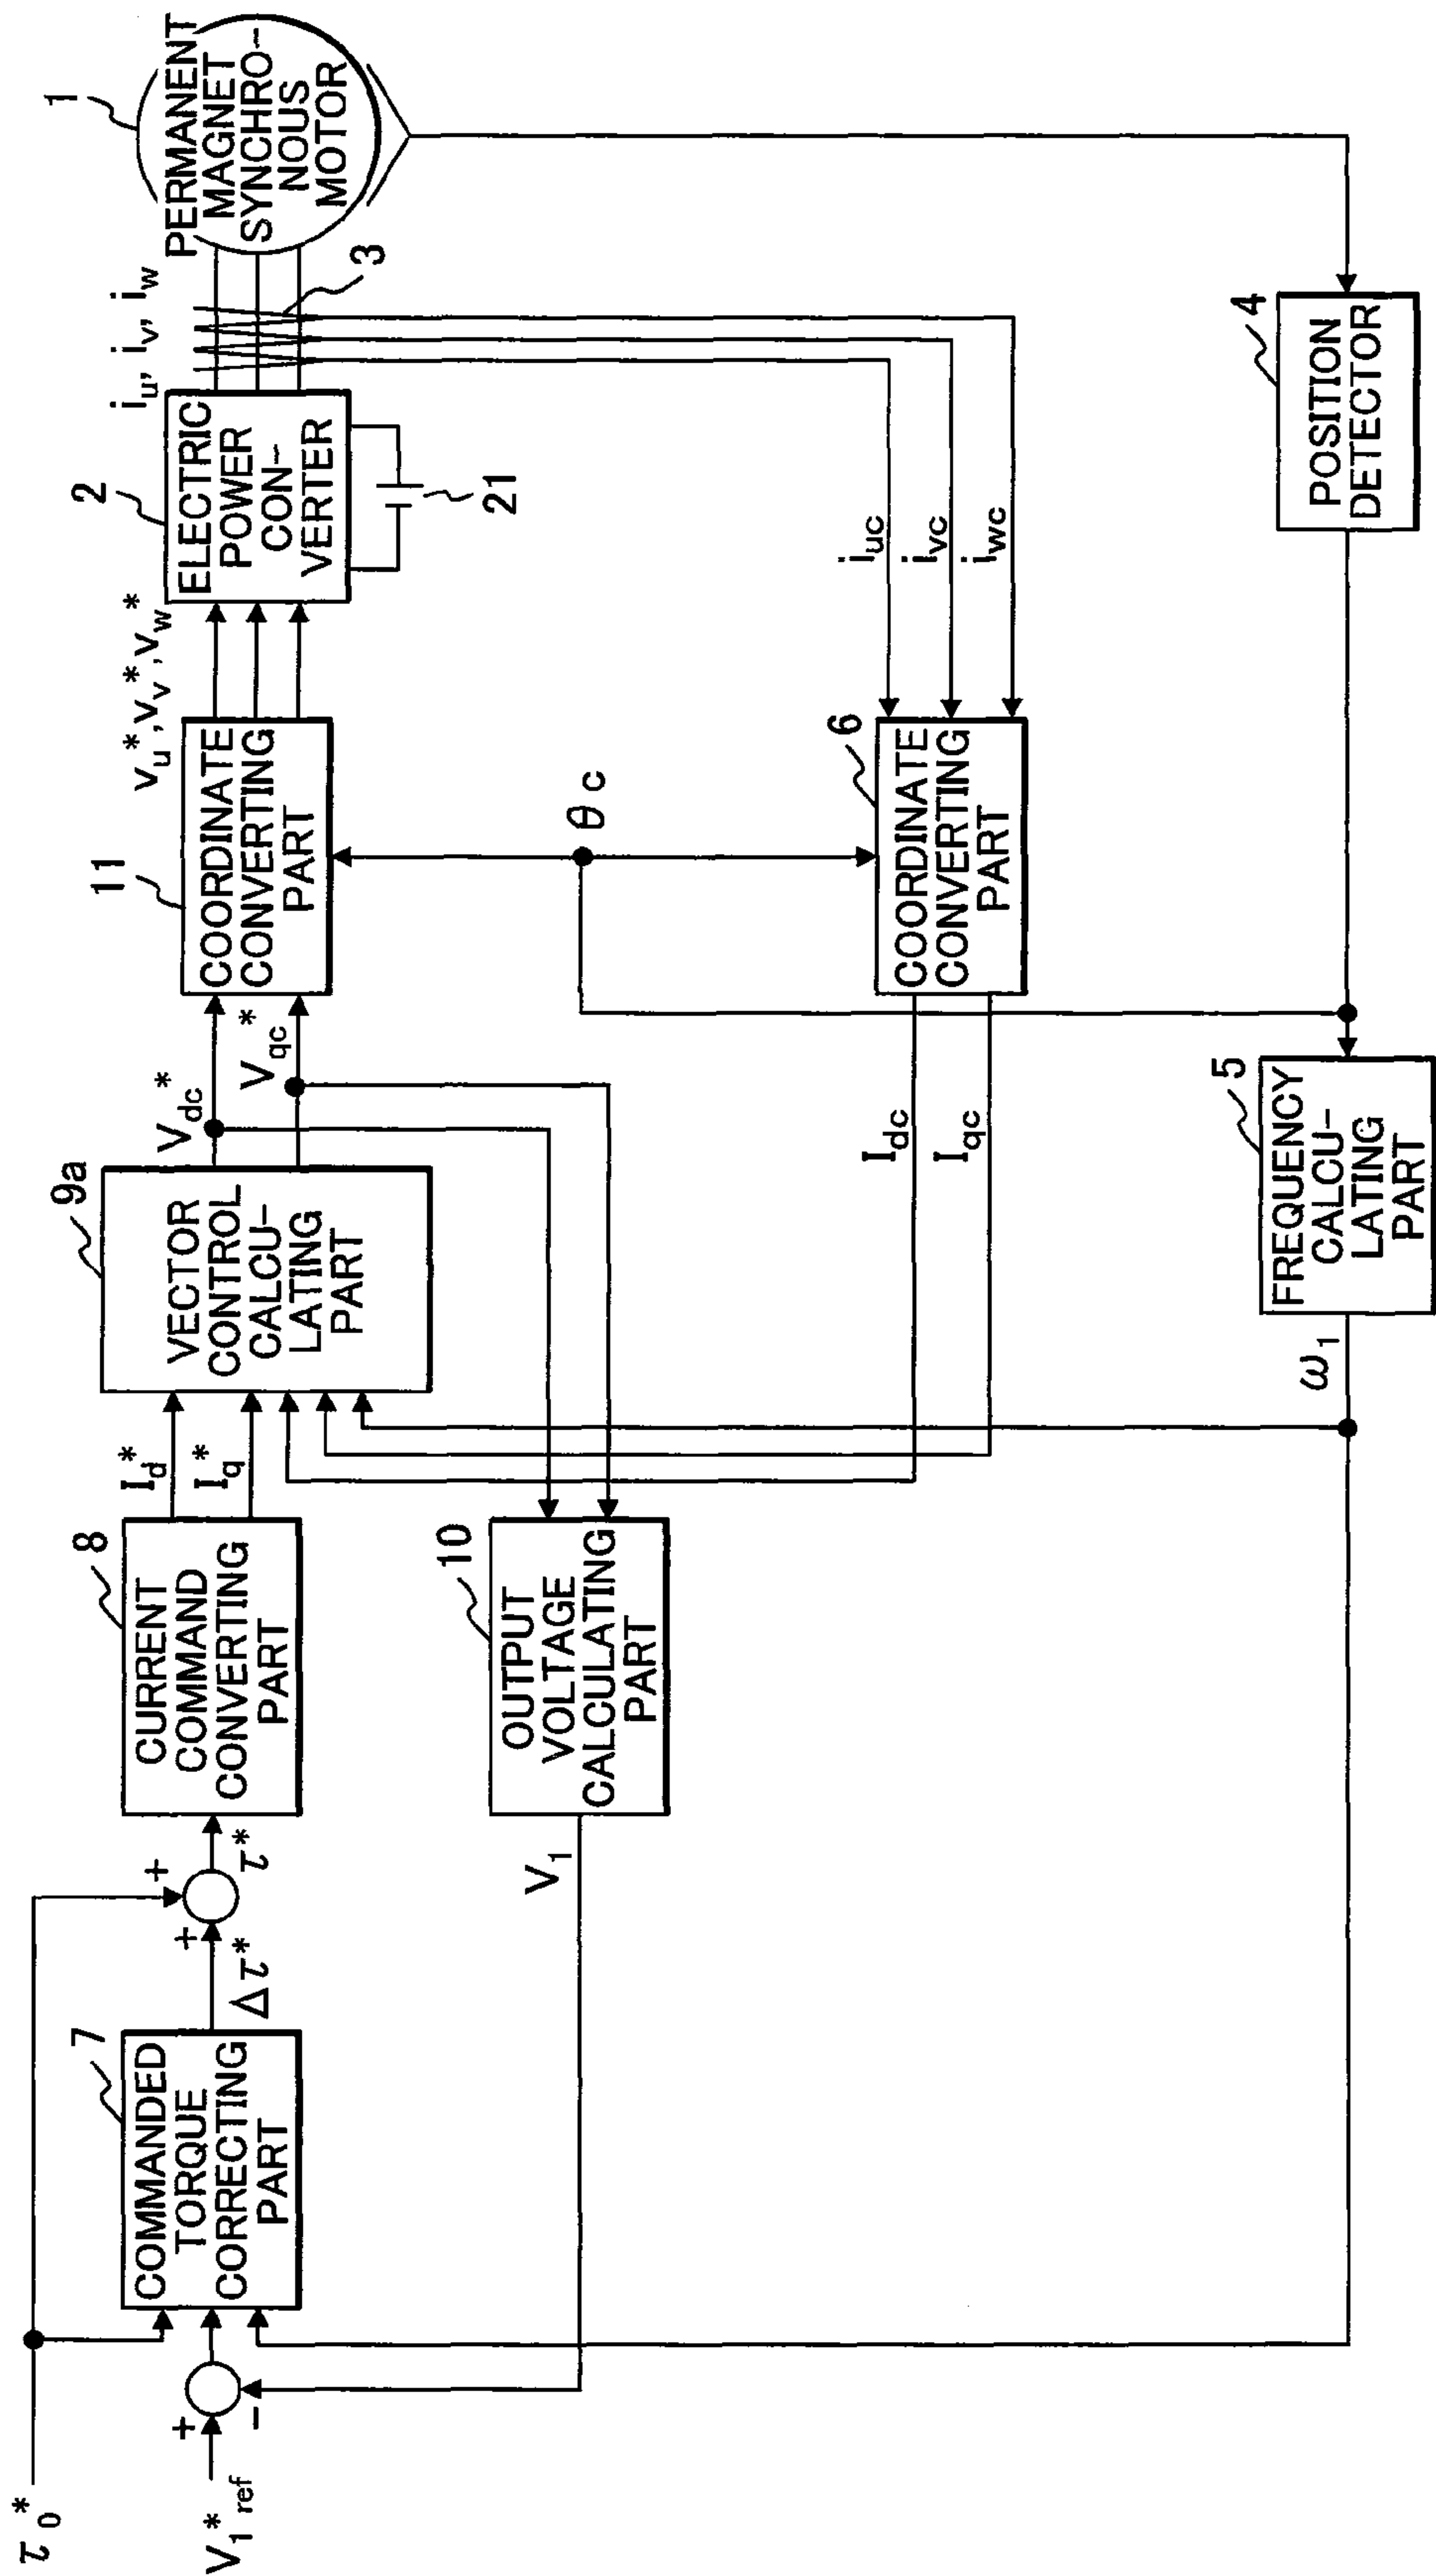 τ0*
V1*ref
+
-
7
COMMANDED
TORQUE
CORRECTING
PART
Δτ*
+
+
τ*
8
CURRENT
COMMAND
CONVERTING
PART
Id*
Iq*
9a
VECTOR
CONTROL
CALCU-
LATING
PART
Vdc*
Vqc*
11
COORDINATE
CONVERTING
PART
vu*,vv*,vw*
2
ELECTRIC
POWER
CON-
VERTER
21
iu, iv, iw
3
1
PERMANENT
MAGNET
SYNCHRO-
NOUS
MOTOR
V1
10
OUTPUT
VOLTAGE
CALCULATING
PART
θc
Idc
Iqc
6
COORDINATE
CONVERTING
PART
iuc
ivc
iwc
ω1
5
FREQUENCY
CALCU-
LATING
PART
4
POSITION
DETECTOR